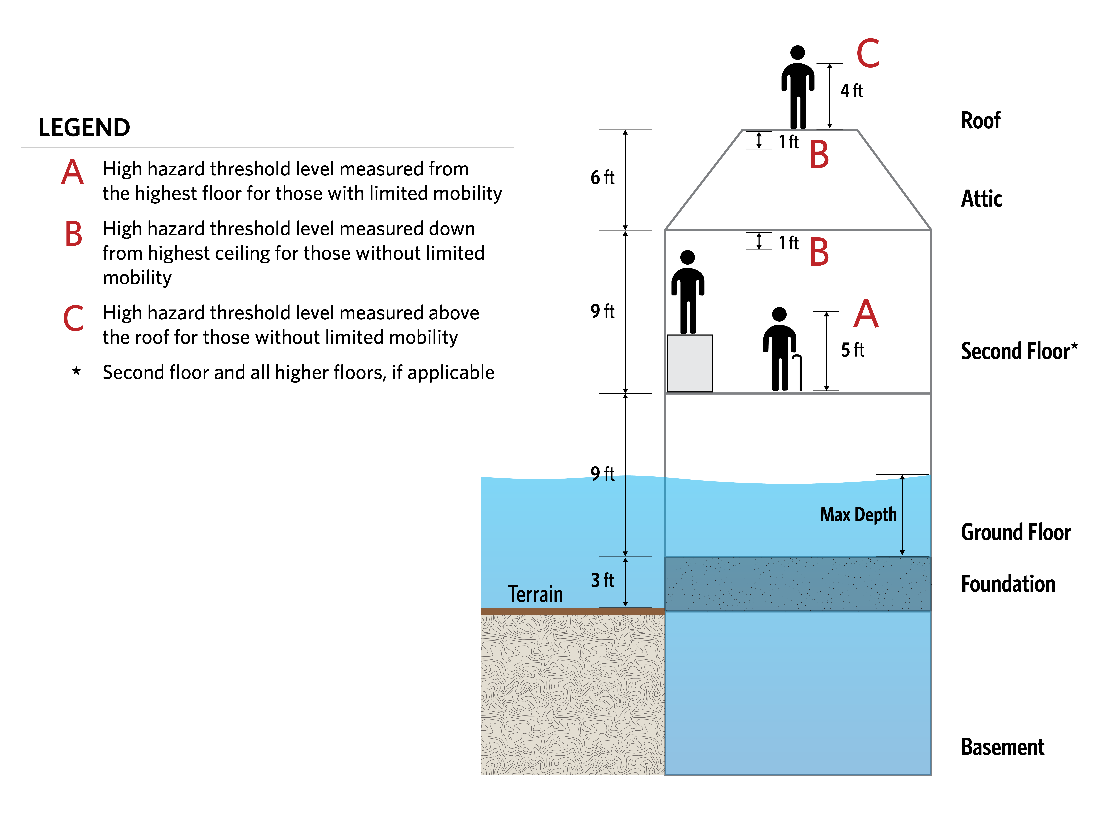 LEGEND
A High hazard threshold level measured from
the highest floor for those with limited mobility
B High hazard threshold level measured down
from highest ceiling for those without limited
mobility
C High hazard threshold level measured above
the roof for those without limited mobility
* Second floor and all higher floors, if applicable
C
4 ft
Roof
1 ft B
6 ft
Attic
1 ft B
9 ft
A
5 ft
Second Floor*
9 ft
Max Depth
Ground Floor
3 ft
Foundation
Terrain
Basement